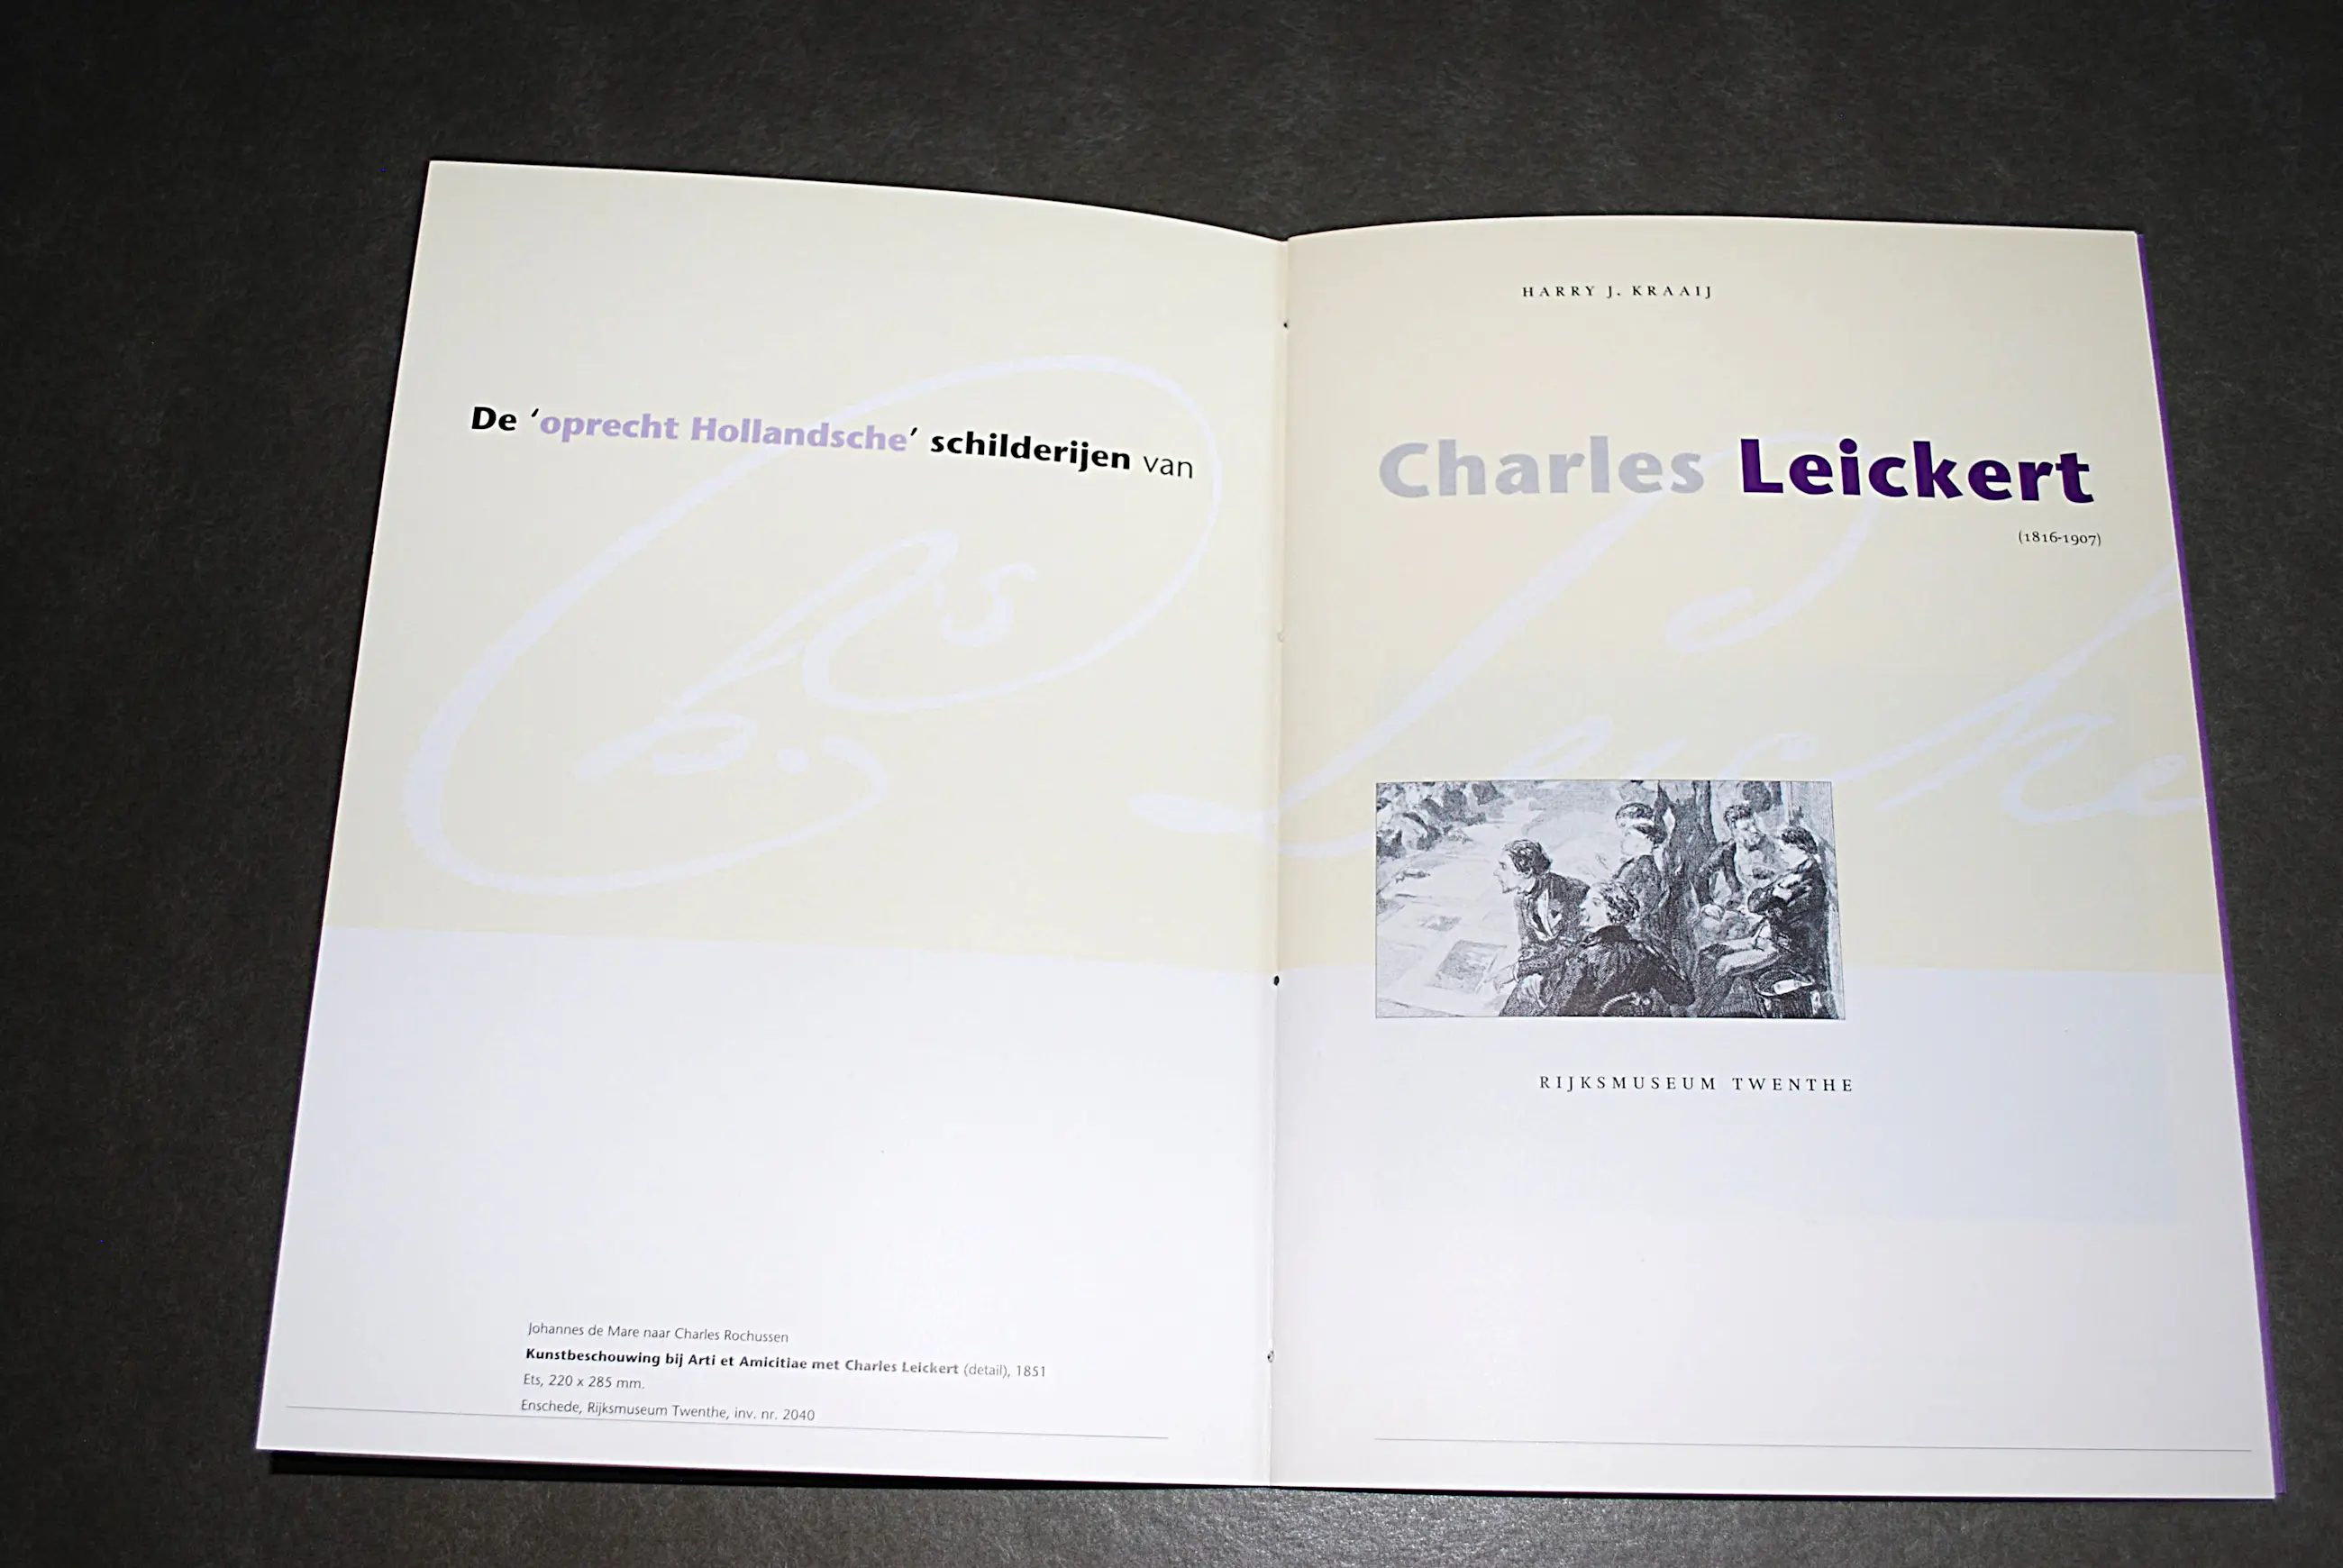 De ‘oprecht Hollandsche’ schilderijen van
Johannes de Mare naar Charles Rochussen
Kunstbeschouwing bij Arti et Amicitiae met Charles Leickert (detail), 1851
Ets, 220 x 285 mm.
Enschede, Rijksmuseum Twenthe, inv. nr. 2040
HARRY J. KRAAIJ
Charles Leickert
(1816-1907)
RIJKSMUSEUM TWENTHE